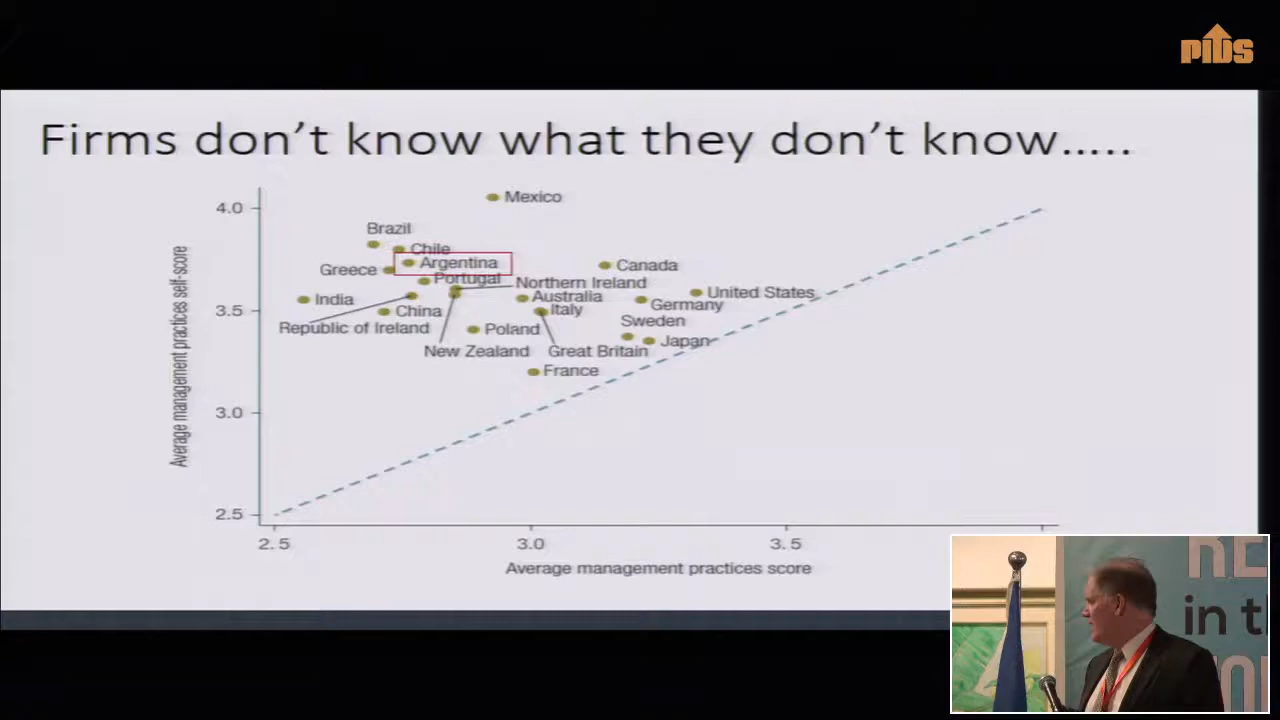 PIDS
Firms don't know what they don't know.....
Average management practices self-score
4.0
3.5
3.0
2.5
Mexico
Brazil
Chile
Argentina
Greece
Portugal
Northern Ireland
Canada
India
Australia
United States
Germany
China
Italy
Republic of Ireland
Poland
Sweden
New Zealand
Great Britain
Japan
France
2.5
3.0
3.5
Average management practices score
in